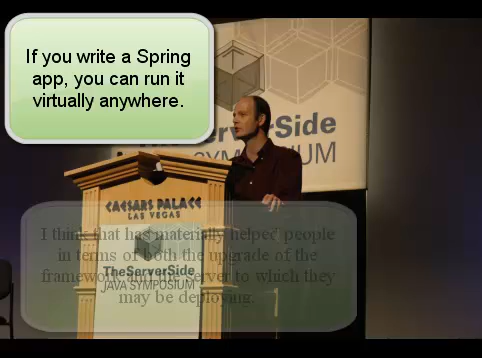 If you write a Spring
app, you can run it
virtually anywhere.
TheServerSide
JAVA SYMPOSIUM
CAESARS PALACE
LAS VEGAS
I think that has materially helped people
in terms of both the upgrade of the
framework and the server to which they
may be deploying.
TheServerSide
JAVA SYMPOSIUM